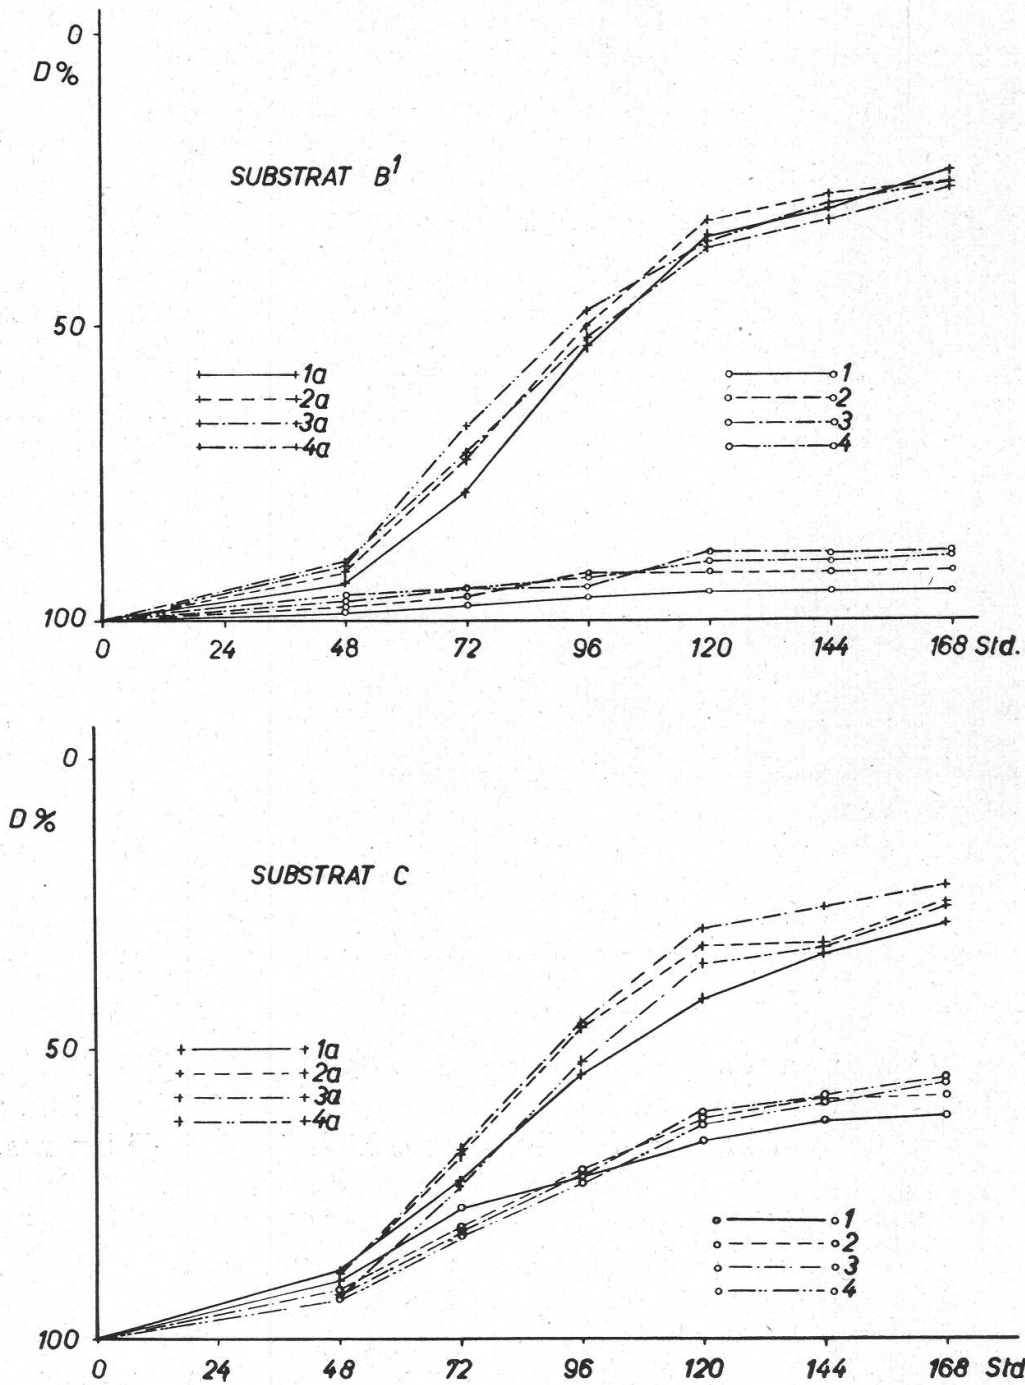 0
D%
SUBSTRAT B¹
50
1a
2a
3a
4a
1
2
3
4
100
0 24 48 72 96 120 144 168 Std.
0
D%
SUBSTRAT C
50
1a
2a
3a
4a
1
2
3
4
100
0 24 48 72 96 120 144 168 Std